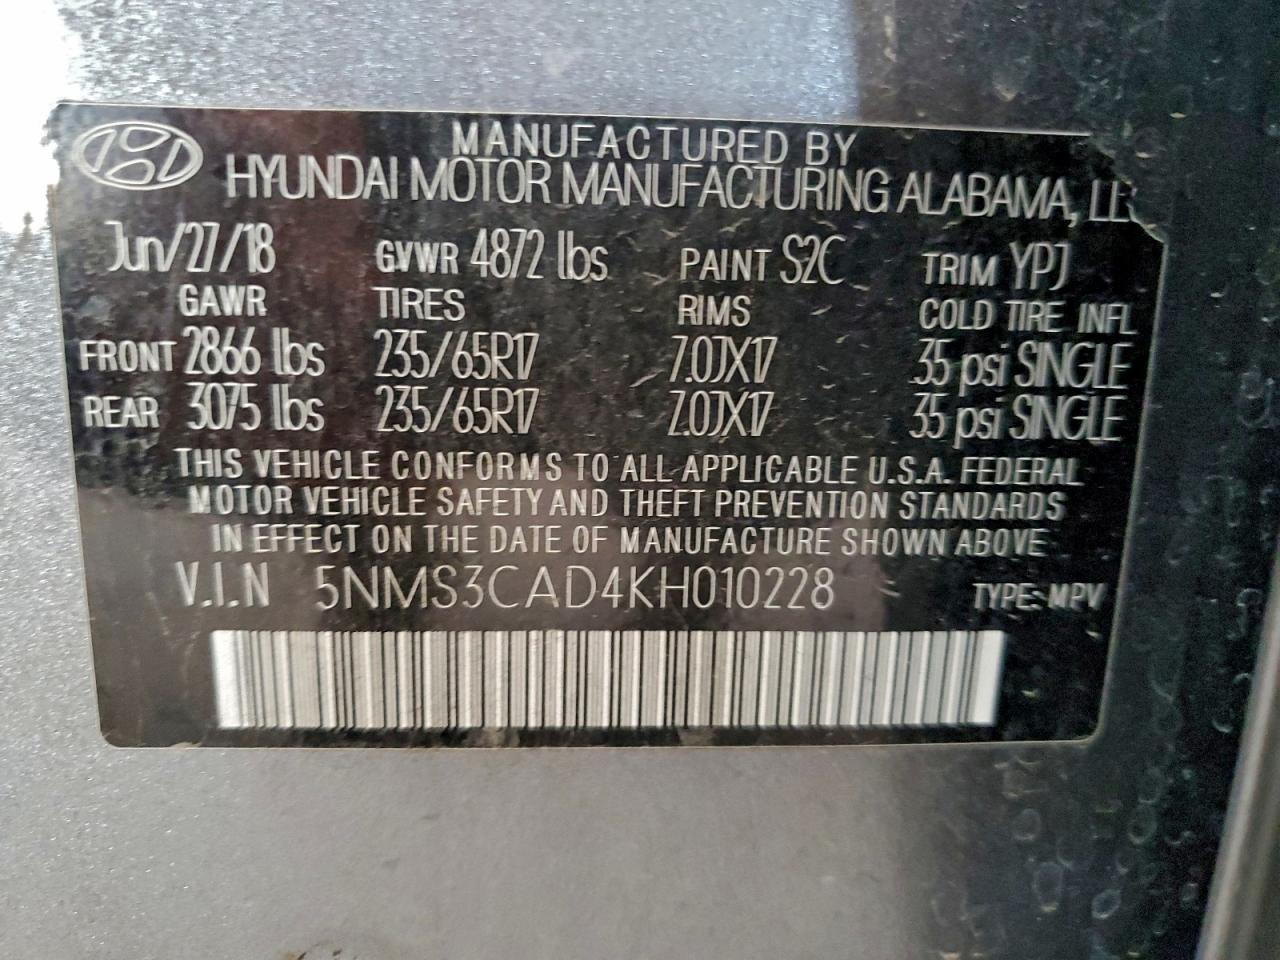 MANUFACTURED BY
HYUNDAI MOTOR MANUFACTURING ALABAMA,
Jun/27/18 GVWR 4872 lbs PAINT S2C TRIM YPJ
GAWR TIRES RIMS COLD TIRE INFL
FRONT 2866 lbs 235/65R17 7.0JX17 35 psi SINGLE
REAR 3075 lbs 235/65R17 7.0JX17 35 psi SINGLE
THIS VEHICLE CONFORMS TO ALL APPLICABLE U.S.A. FEDERAL
MOTOR VEHICLE SAFETY AND THEFT PREVENTION STANDARDS
IN EFFECT ON THE DATE OF MANUFACTURE SHOWN ABOVE
V.I.N 5NMS3CAD4KH010228 TYPE: MPV